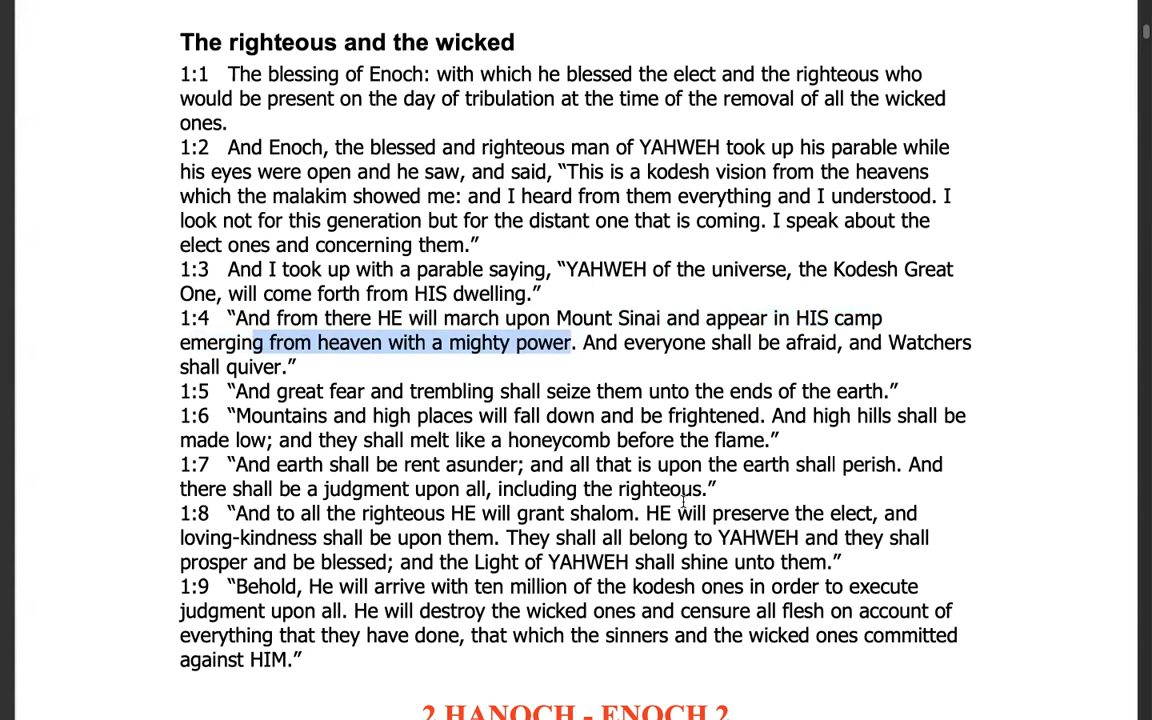 The righteous and the wicked
1:1 The blessing of Enoch: with which he blessed the elect and the righteous who
would be present on the day of tribulation at the time of the removal of all the wicked
ones.
1:2 And Enoch, the blessed and righteous man of YAHWEH took up his parable while
his eyes were open and he saw, and said, “This is a kodesh vision from the heavens
which the malakim showed me: and I heard from them everything and I understood. I
look not for this generation but for the distant one that is coming. I speak about the
elect ones and concerning them.”
1:3 And I took up with a parable saying, “YAHWEH of the universe, the Kodesh Great
One, will come forth from HIS dwelling.”
1:4 “And from there HE will march upon Mount Sinai and appear in HIS camp
emerging from heaven with a mighty power. And everyone shall be afraid, and Watchers
shall quiver.”
1:5 “And great fear and trembling shall seize them unto the ends of the earth.”
1:6 “Mountains and high places will fall down and be frightened. And high hills shall be
made low; and they shall melt like a honeycomb before the flame.”
1:7 “And earth shall be rent asunder; and all that is upon the earth shall perish. And
there shall be a judgment upon all, including the righteous.”
1:8 “And to all the righteous HE will grant shalom. HE will preserve the elect, and
loving-kindness shall be upon them. They shall all belong to YAHWEH and they shall
prosper and be blessed; and the Light of YAHWEH shall shine unto them.”
1:9 “Behold, He will arrive with ten million of the kodesh ones in order to execute
judgment upon all. He will destroy the wicked ones and censure all flesh on account of
everything that they have done, that which the sinners and the wicked ones committed
against HIM.”
2 HANOCH - ENOCH 2